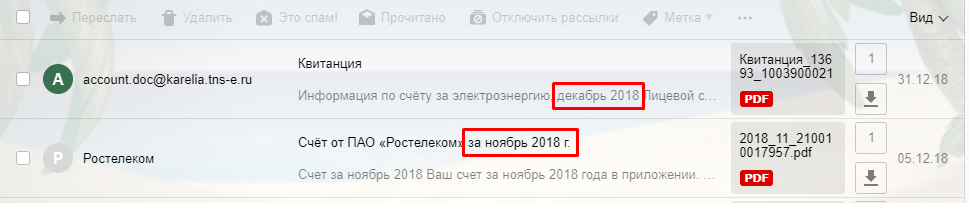 Переслать Удалить Это спам! Прочитано Отключить рассылки Метка ... Вид
А account.doc@karelia.tns-e.ru
Квитанция
Информация по счёту за электроэнергию. декабрь 2018 Лицевой с...
Квитанция_136
93_1003900021
PDF
1
31.12.18
Р Ростелеком
Счёт от ПАО «Ростелеком» за ноябрь 2018 г.
Счет за ноябрь 2018 Ваш счет за ноябрь 2018 года в приложении. ...
2018_11_21001
0017957.pdf
PDF
1
05.12.18